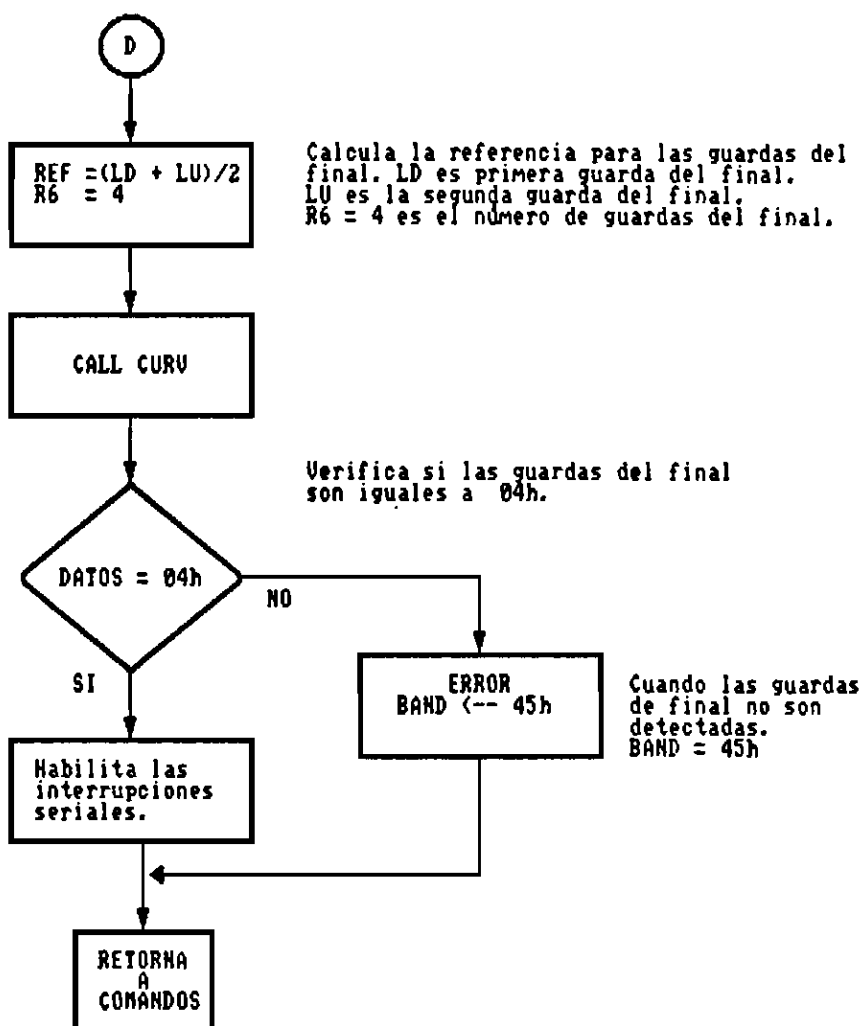 D
REF =(LD + LU)/2
R6 = 4
Calcula la referencia para las guardas del
final. LD es primera guarda del final.
LU es la segunda guarda del final.
R6 = 4 es el número de guardas del final.
CALL CURV
Verifica si las guardas del final
son iguales a 04h.
DATOS = 04h
NO
SI
ERROR
BAND <-- 45h
Cuando las guardas
de final no son
detectadas.
BAND = 45h
Habilita las
interrupciones
seriales.
RETORNA
A
COMANDOS